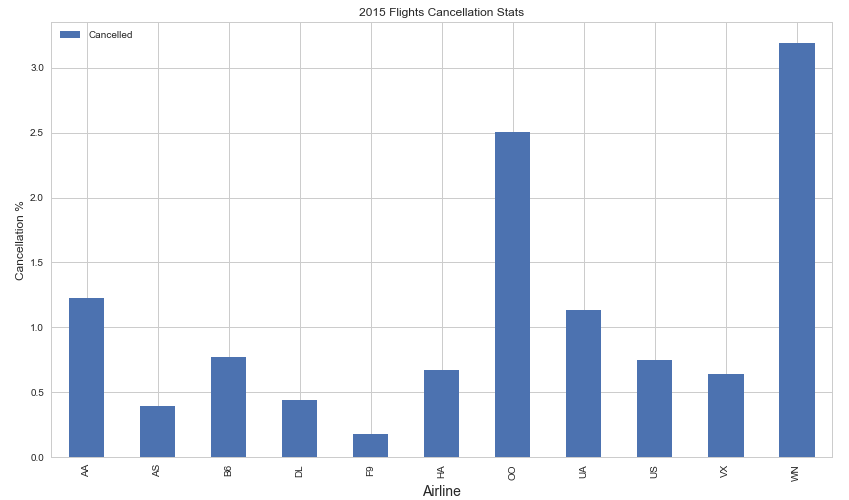 2015 Flights Cancellation Stats
Cancelled
Cancellation %
3.0
2.5
2.0
1.5
1.0
0.5
0.0
AA AS B6 DL F9 HA OO UA US VX WN
Airline